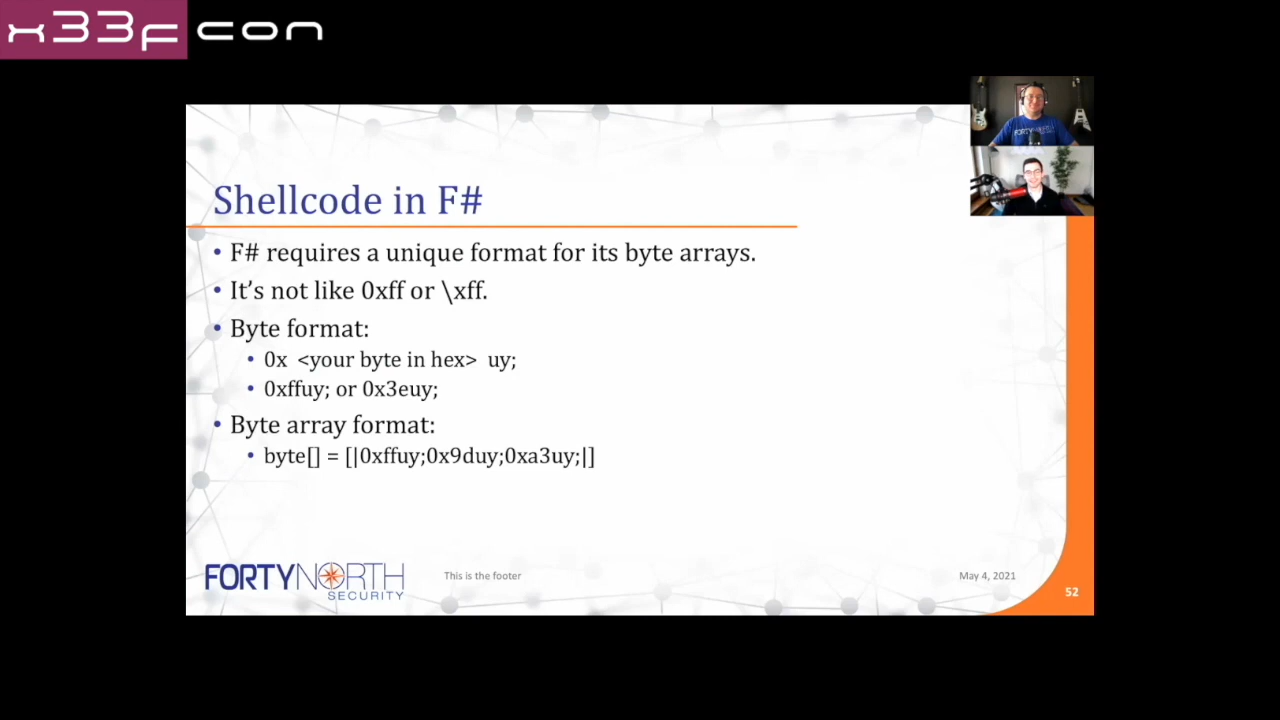 x33fcon
FORTYNORTH
Shellcode in F#
• F# requires a unique format for its byte arrays.
• It's not like 0xff or \xff.
• Byte format:
• 0x <your byte in hex> uy;
• 0xffuy; or 0x3euy;
• Byte array format:
• byte[] = [|0xffuy;0x9duy;0xa3uy;|]
FORTYNORTH
SECURITY
This is the footer
May 4, 2021
52